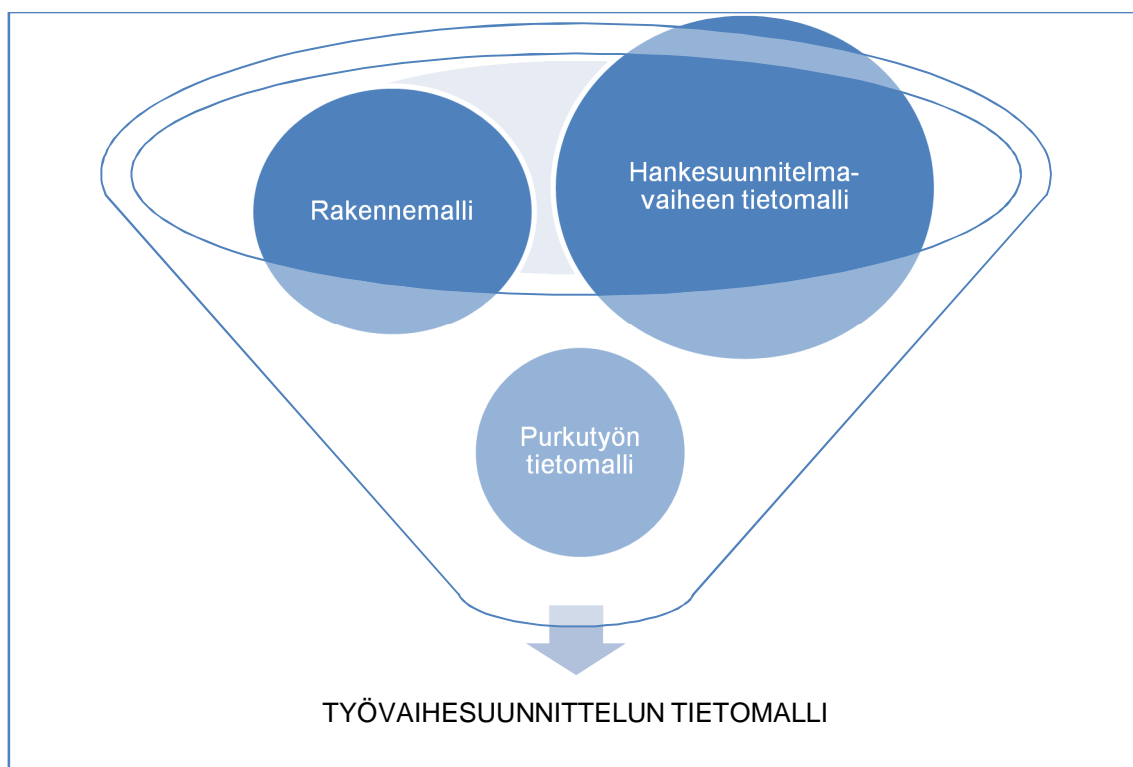 Rakennemalli
Hankesuunnitelma-
vaiheen tietomalli
Purkutyön
tietomalli
TYÖVAIHESUUNNITTELUN TIETOMALLI